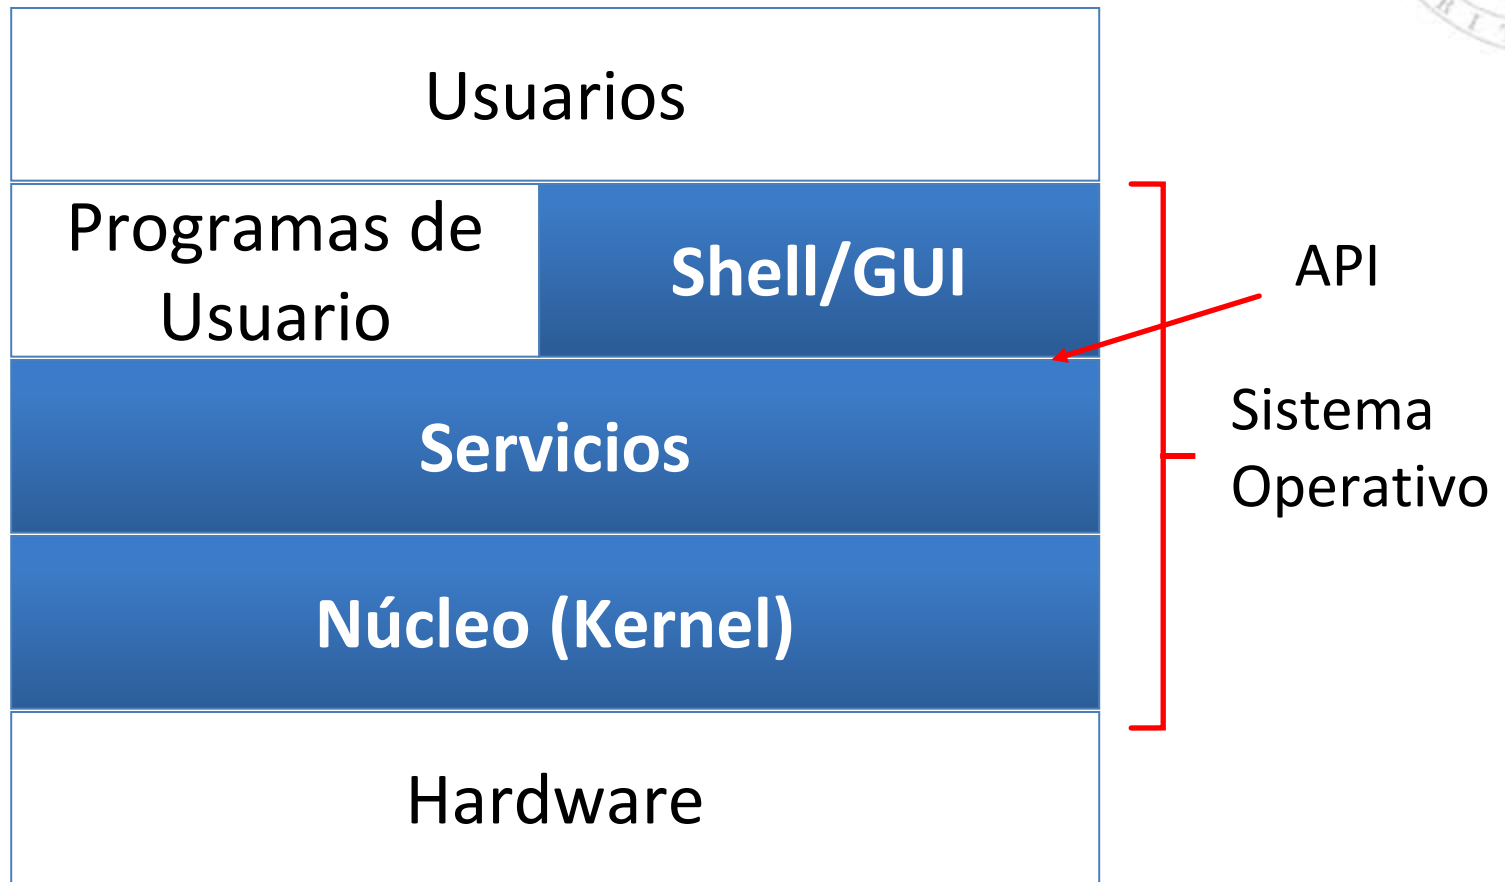 Usuarios
Programas de
Usuario
Shell/GUI
API
Servicios
Sistema
Operativo
Núcleo (Kernel)
Hardware